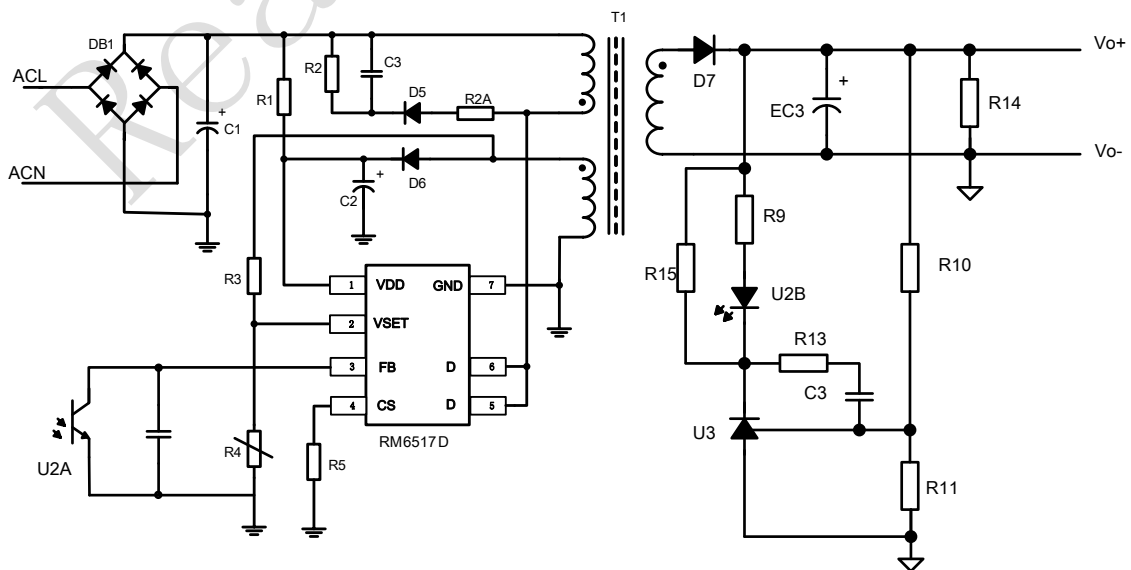 T1
DB1
Vo+
ACL
R2
C3
D5
R2A
D7
R1
+
C1
+
EC3
R14
ACN
D6
+
C2
Vo-
R9
R3
R15
R10
1
VDD
GND
7
U2B
2
VSET
R13
3
FB
D
6
C3
4
CS
D
5
U3
RM6517D
U2A
R4
R5
R11
Rea